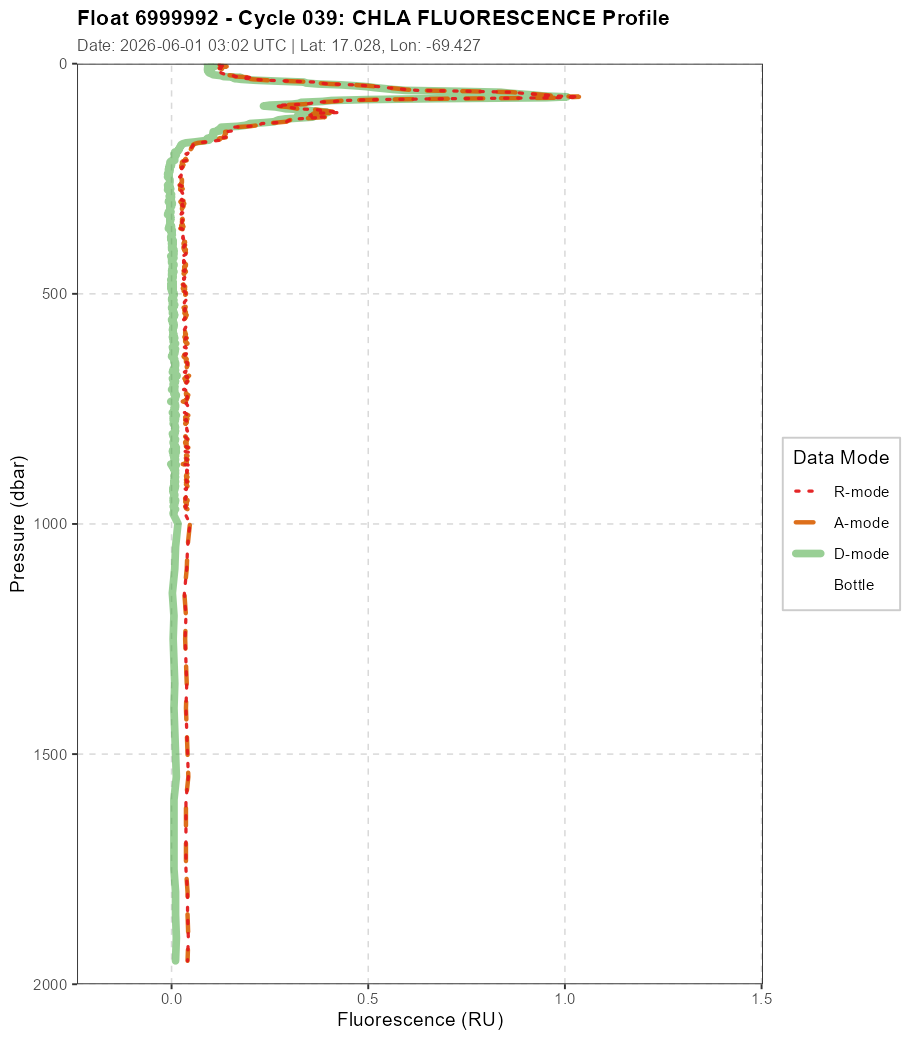 Float 6999992 - Cycle 039: CHLA FLUORESCENCE Profile
Date: 2026-06-01 03:02 UTC | Lat: 17.028, Lon: -69.427
0
500
1000
1500
2000
Pressure (dbar)
0.0
0.5
1.0
1.5
Fluorescence (RU)
Data Mode
R-mode
A-mode
D-mode
Bottle